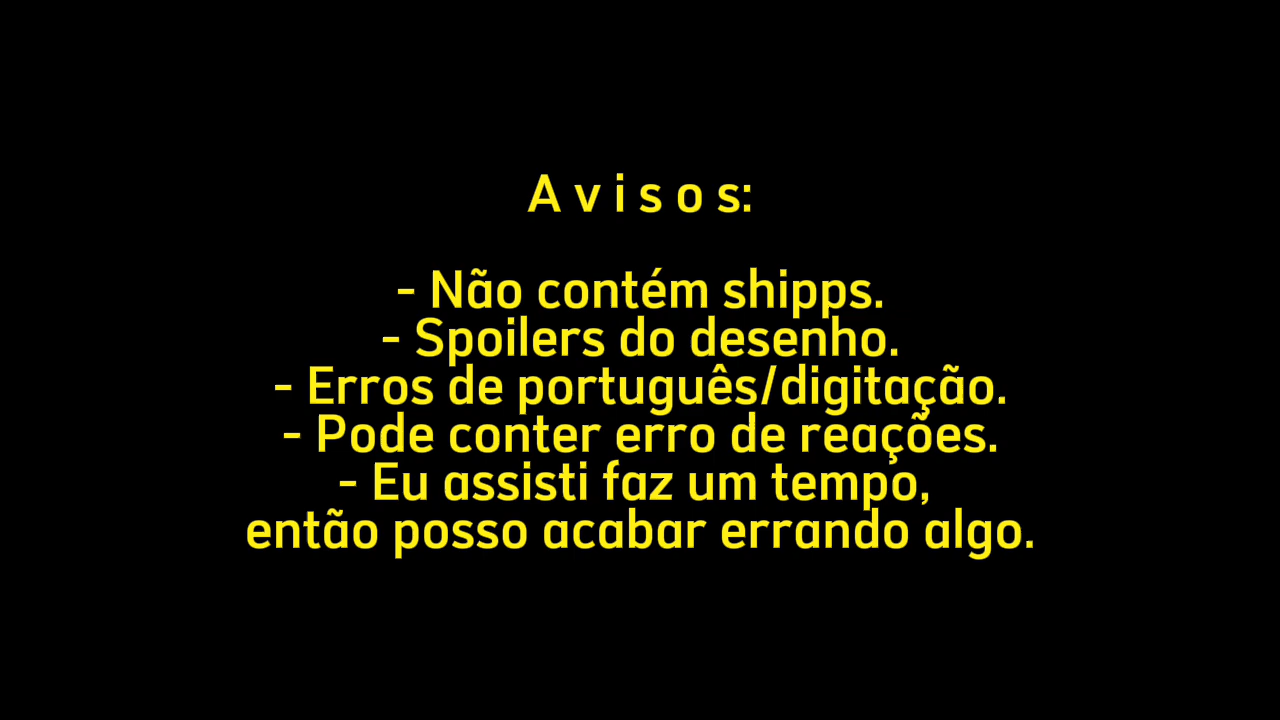 A v i s o s:
- Não contém shipps.
- Spoilers do desenho.
- Erros de português/digitação.
- Pode conter erro de reações.
- Eu assisti faz um tempo,
então posso acabar errando algo.